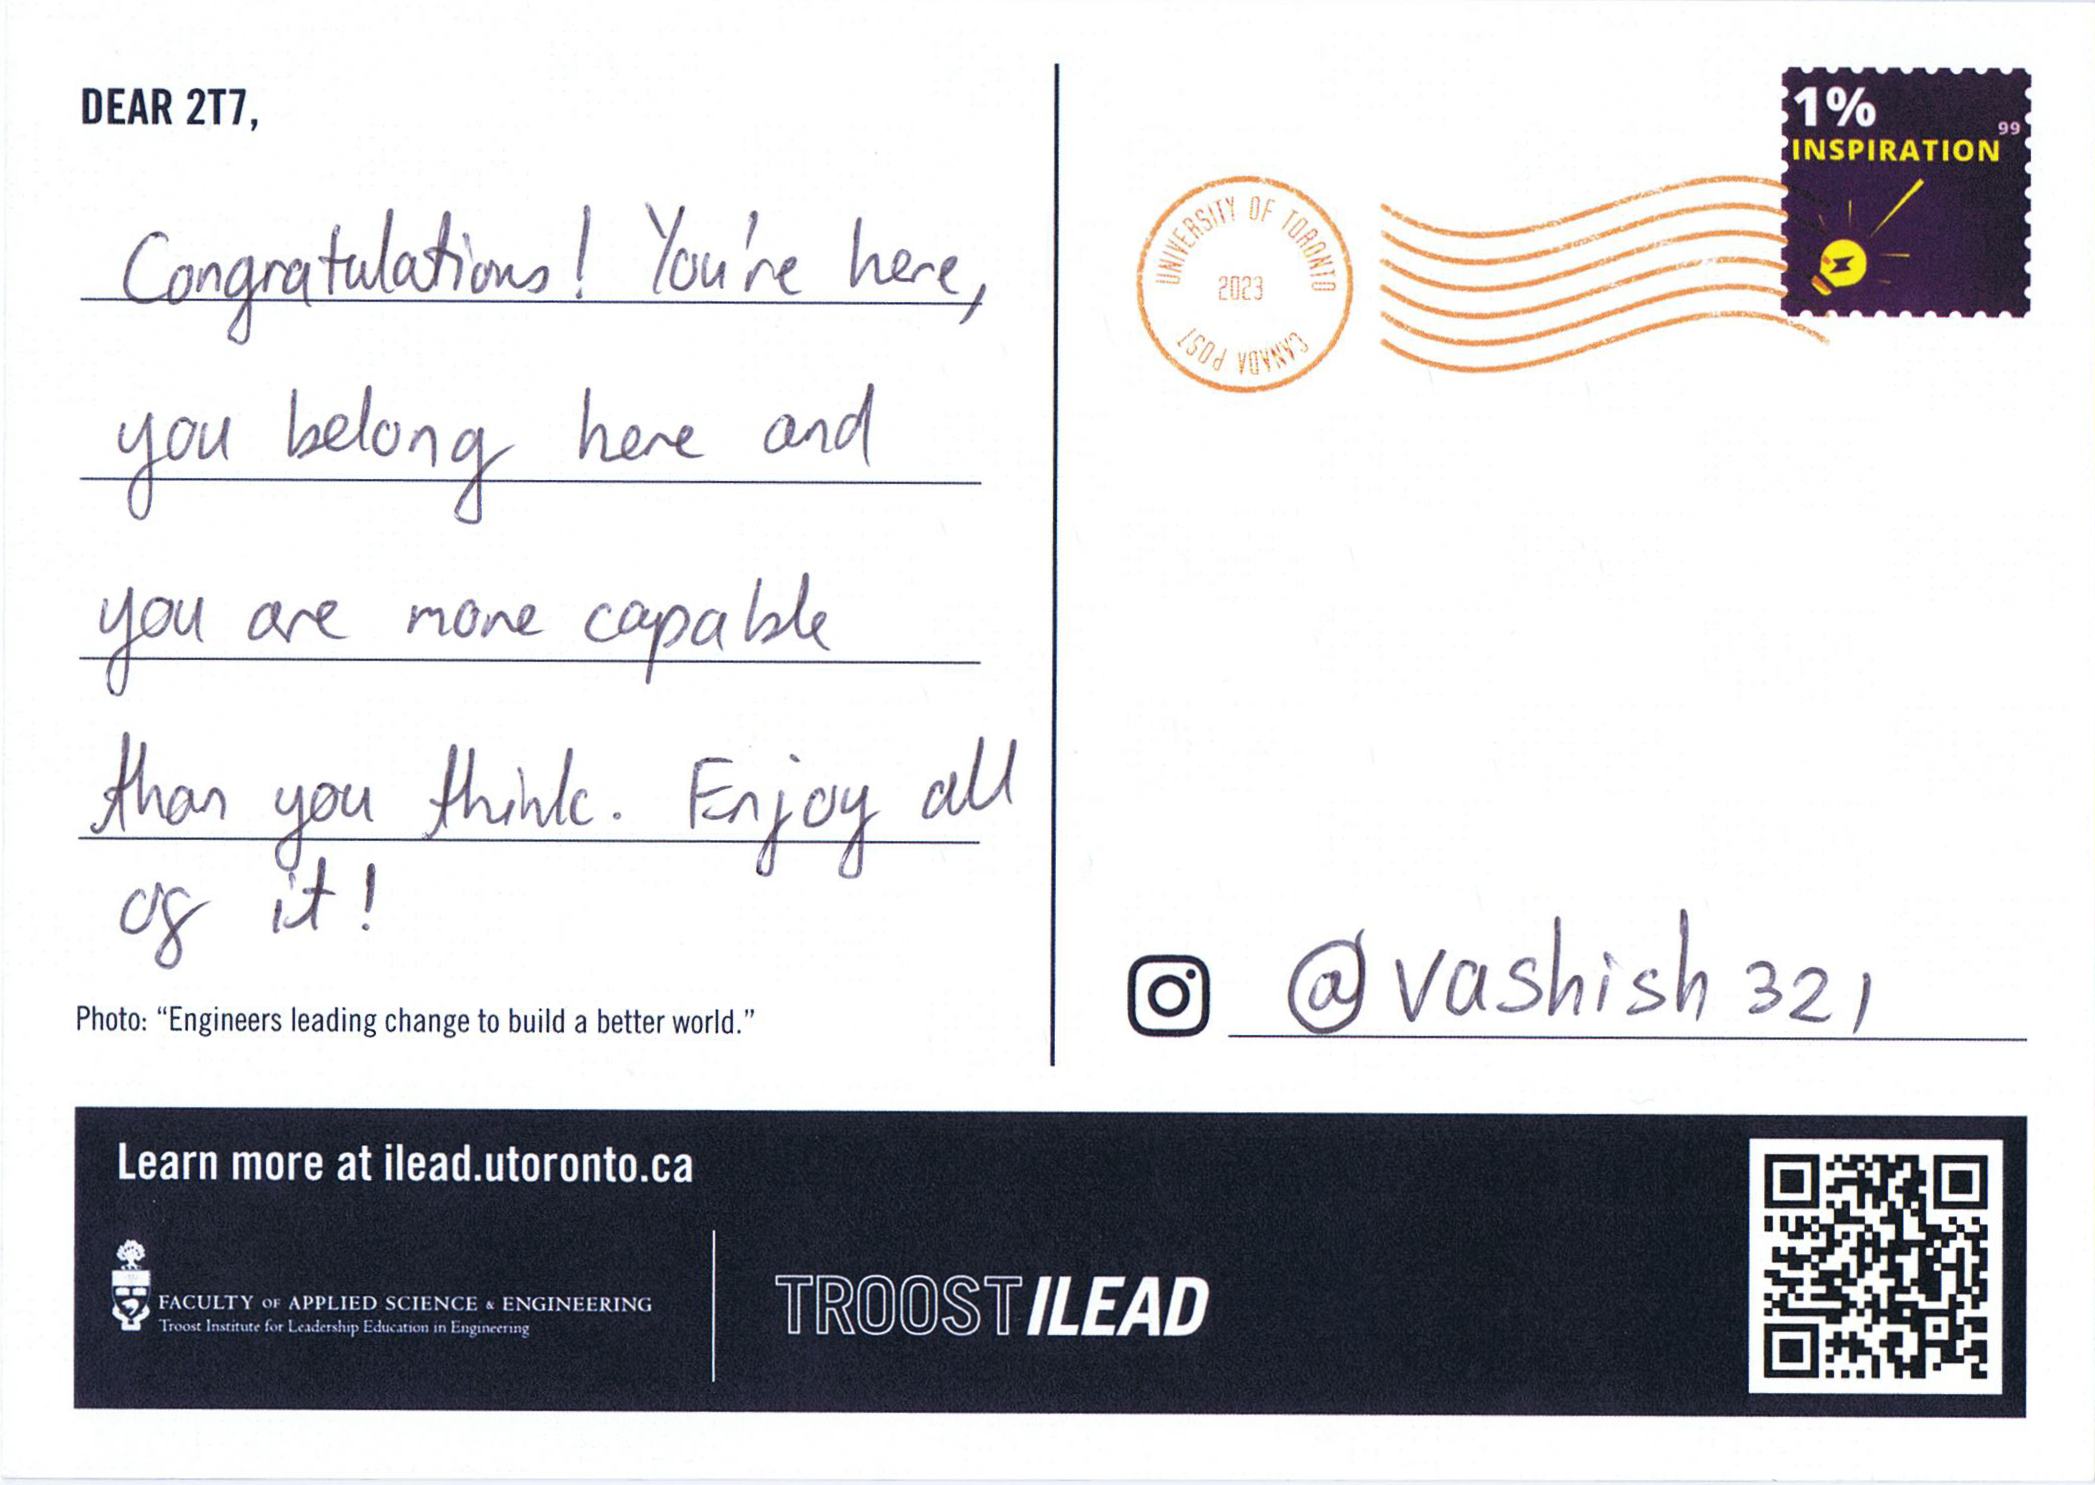 DEAR 2T7,
Congratulations! You're here,
you belong here and
you are more capable
than you think. Enjoy all
of it!
Photo: “Engineers leading change to build a better world.”
1%
99
INSPIRATION
UNIVERSITY OF TORONTO
2023
CANADA POST
@vashish321
Learn more at ilead.utoronto.ca
FACULTY OF APPLIED SCIENCE & ENGINEERING
Troost Institute for Leadership Education in Engineering
TROOST ILEAD